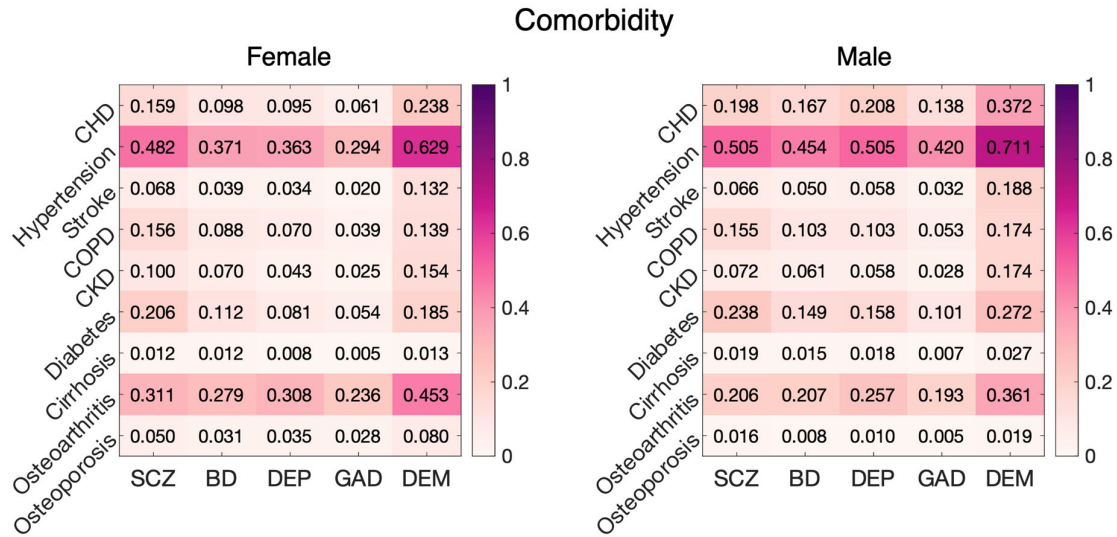 Comorbidity
Female
CHD 0.159 0.098 0.095 0.061 0.238
Hypertension 0.482 0.371 0.363 0.294 0.629
Stroke 0.068 0.039 0.034 0.020 0.132
COPD 0.156 0.088 0.070 0.039 0.139
CKD 0.100 0.070 0.043 0.025 0.154
Diabetes 0.206 0.112 0.081 0.054 0.185
Cirrhosis 0.012 0.012 0.008 0.005 0.013
Osteoarthritis 0.311 0.279 0.308 0.236 0.453
Osteoporosis 0.050 0.031 0.035 0.028 0.080
SCZ BD DEP GAD DEM
1
0.8
0.6
0.4
0.2
0
Male
CHD 0.198 0.167 0.208 0.138 0.372
Hypertension 0.505 0.454 0.505 0.420 0.711
Stroke 0.066 0.050 0.058 0.032 0.188
COPD 0.155 0.103 0.103 0.053 0.174
CKD 0.072 0.061 0.058 0.028 0.174
Diabetes 0.238 0.149 0.158 0.101 0.272
Cirrhosis 0.019 0.015 0.018 0.007 0.027
Osteoarthritis 0.206 0.207 0.257 0.193 0.361
Osteoporosis 0.016 0.008 0.010 0.005 0.019
SCZ BD DEP GAD DEM
1
0.8
0.6
0.4
0.2
0